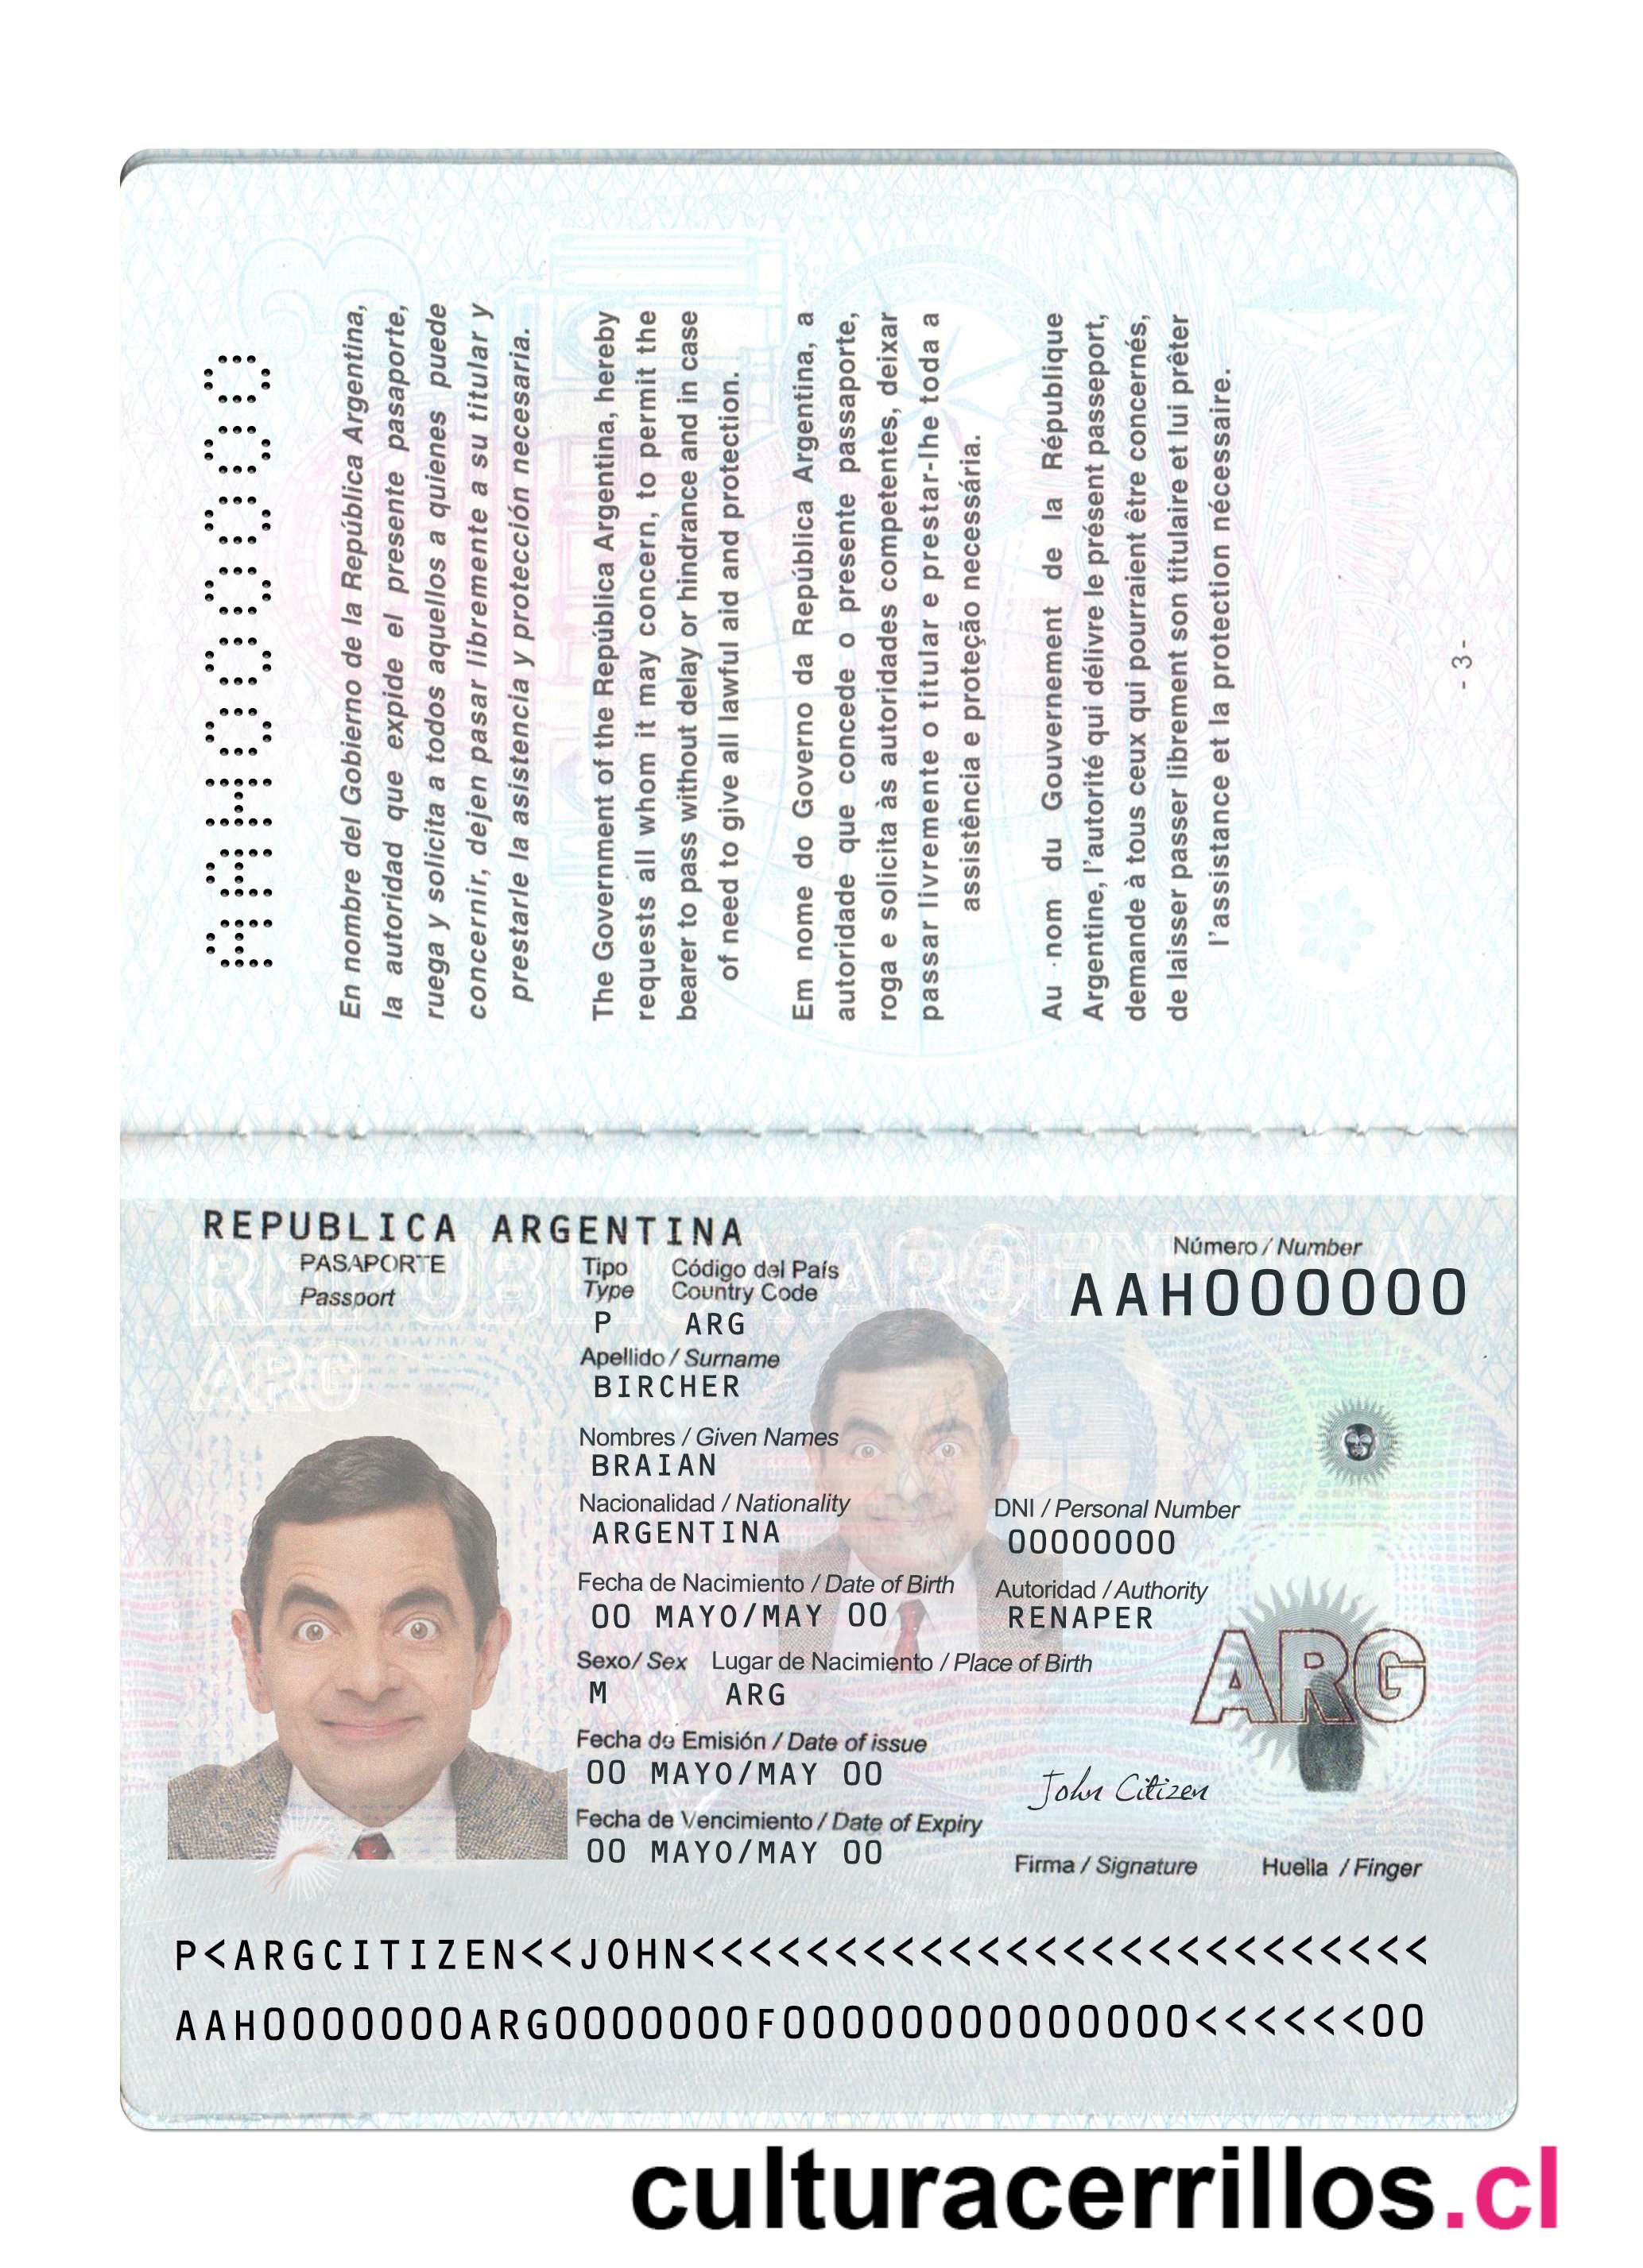 AAH000000
En nombre del Gobierno de la República Argentina,
la autoridad que expide el presente pasaporte,
ruega y solicita a todos aquellos a quienes puede
concernir, dejen pasar libremente a su titular y
prestarle la asistencia y protección necesaria.
The Government of the República Argentina, hereby
requests all whom it may concern, to permit the
bearer to pass without delay or hindrance and in case
of need to give all lawful aid and protection.
Em nome do Governo da República Argentina, a
autoridade que concede o presente passaporte,
roga e solicita às autoridades competentes, deixar
passar livremente o titular e prestar-lhe toda a
assistência e proteção necessária.
Au nom du Gouvernement de la République
Argentine, l'autorité qui délivre le présent passeport,
demande à tous ceux qui pourraient être concernés,
de laisser passer librement son titulaire et lui prêter
l'assistance et la protection nécessaire.
- 3 -
REPUBLICA ARGENTINA
PASAPORTE
Passport
Tipo
Type
P
Código del País
Country Code
ARG
Número / Number
AAH000000
Apellido / Surname
BIRCHER
Nombres / Given Names
BRAIAN
Nacionalidad / Nationality
ARGENTINA
DNI / Personal Number
00000000
Fecha de Nacimiento / Date of Birth
00 MAYO/MAY 00
Autoridad / Authority
RENAPER
Sexo / Sex
M
Lugar de Nacimiento / Place of Birth
ARG
Fecha de Emisión / Date of issue
00 MAYO/MAY 00
Fecha de Vencimiento / Date of Expiry
00 MAYO/MAY 00
ARG
John Citizen
Firma / Signature
Huella / Finger
REPUBLICA ARGENTINA
ARG
P<ARGCITIZEN<<JOHN<<<<<<<<<<<<<<<<<<<<<<<<<<
AAH0000000ARG0000000F000000000000000<<<<<<00
culturacerrillos.cl